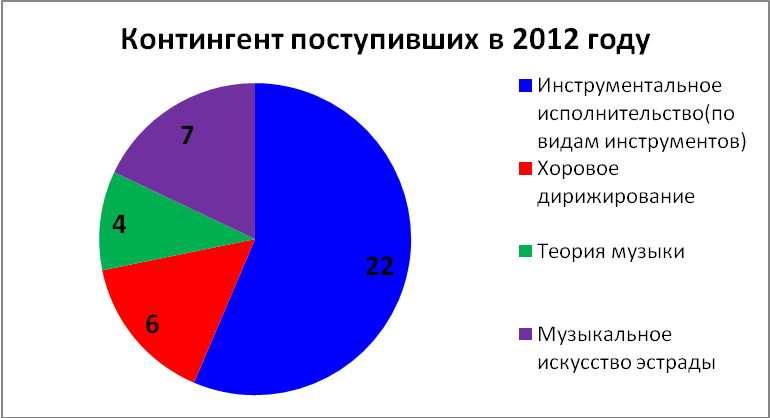 Контингент поступивших в 2012 году
7
4
6
22
Инструментальное
исполнительство(по
видам инструментов)
Хоровое
дирижирование
Теория музыки
Музыкальное
искусство эстрады